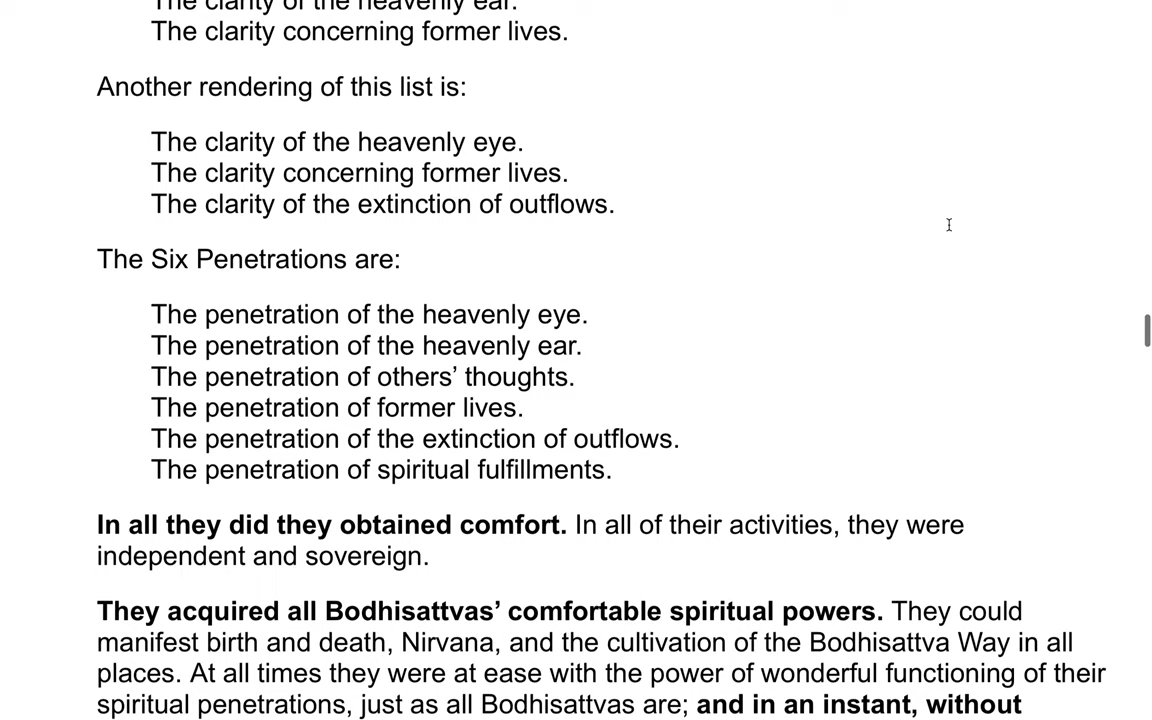 The clarity of the heavenly ear.
The clarity concerning former lives.
Another rendering of this list is:
The clarity of the heavenly eye.
The clarity concerning former lives.
The clarity of the extinction of outflows.
The Six Penetrations are:
The penetration of the heavenly eye.
The penetration of the heavenly ear.
The penetration of others’ thoughts.
The penetration of former lives.
The penetration of the extinction of outflows.
The penetration of spiritual fulfillments.
In all they did they obtained comfort. In all of their activities, they were
independent and sovereign.
They acquired all Bodhisattvas’ comfortable spiritual powers. They could
manifest birth and death, Nirvana, and the cultivation of the Bodhisattva Way in all
places. At all times they were at ease with the power of wonderful functioning of their
spiritual penetrations, just as all Bodhisattvas are; and in an instant, without